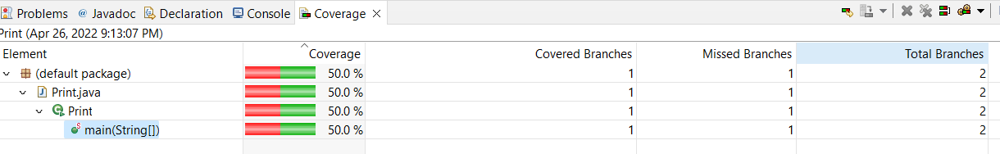 Problems @ Javadoc Declaration Console Coverage
Print (Apr 26, 2022 9:13:07 PM)
Element Coverage Covered Branches Missed Branches Total Branches
(default package) 50.0 % 1 1 2
Print.java 50.0 % 1 1 2
Print 50.0 % 1 1 2
main(String[]) 50.0 % 1 1 2